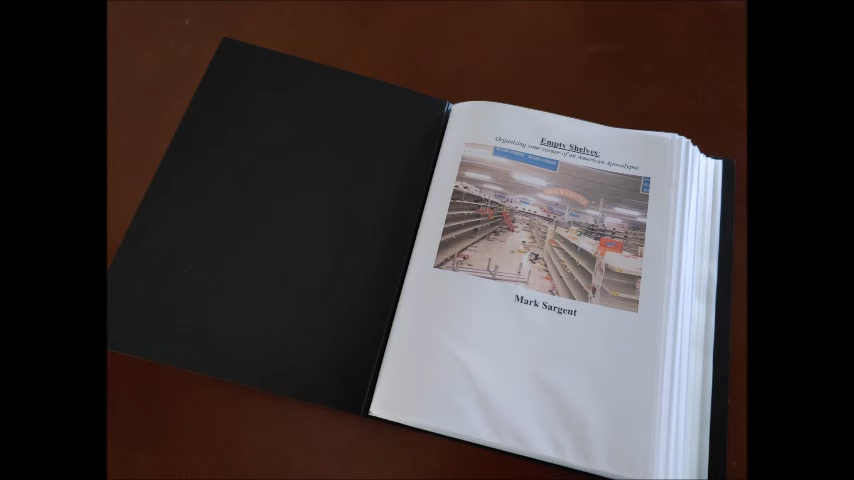 Empty Shelves:
Organizing your corner of an American Apocalypse
Mark Sargent